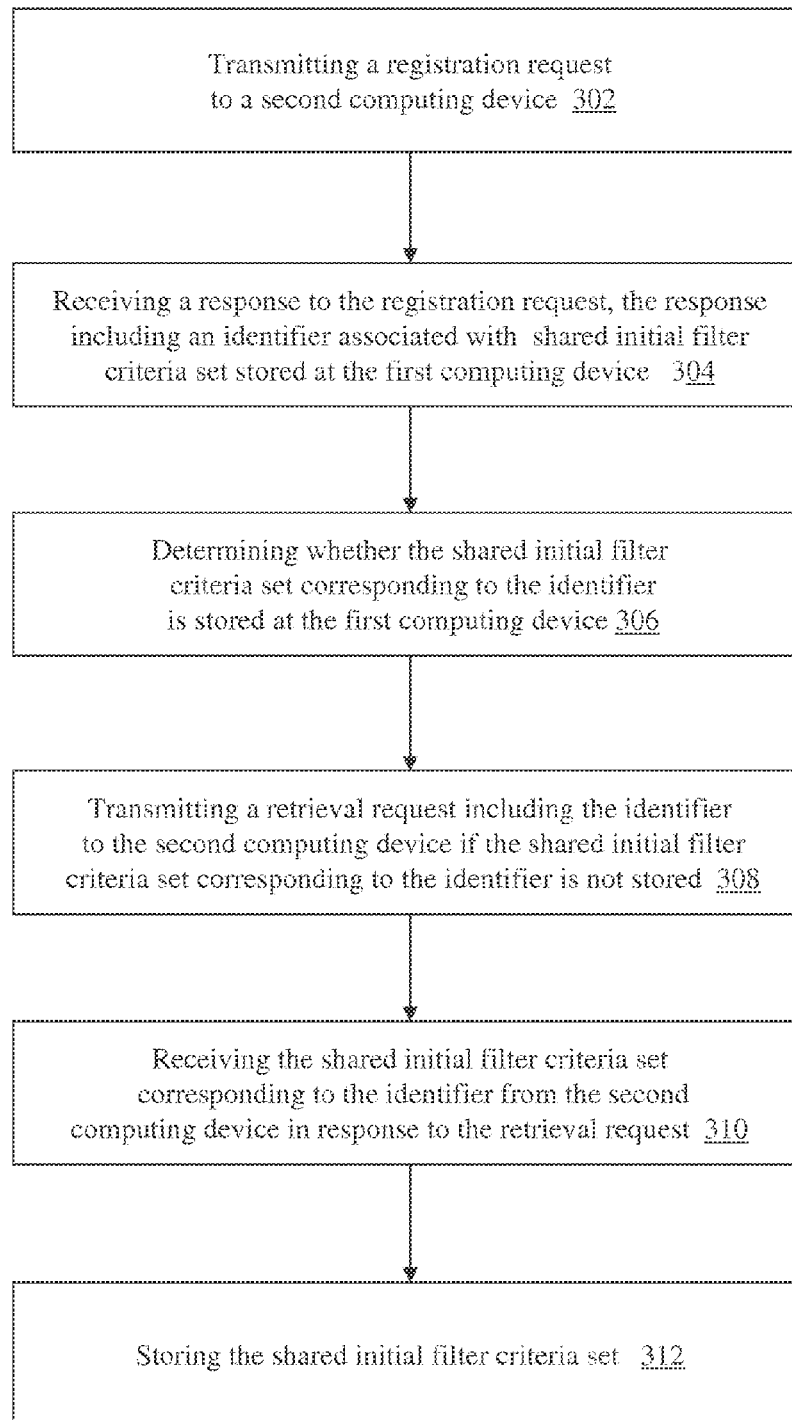 Transmitting a registration request
to a second computing device 302
Receiving a response to the registration request, the response
including an identifier associated with shared initial filter
criteria set stored at the first computing device 304
Determining whether the shared initial filter
criteria set corresponding to the identifier
is stored at the first computing device 306
Transmitting a retrieval request including the identifier
to the second computing device if the shared initial filter
criteria set corresponding to the identifier is not stored 308
Receiving the shared initial filter criteria set
corresponding to the identifier from the second
computing device in response to the retrieval request 310
Storing the shared initial filter criteria set 312